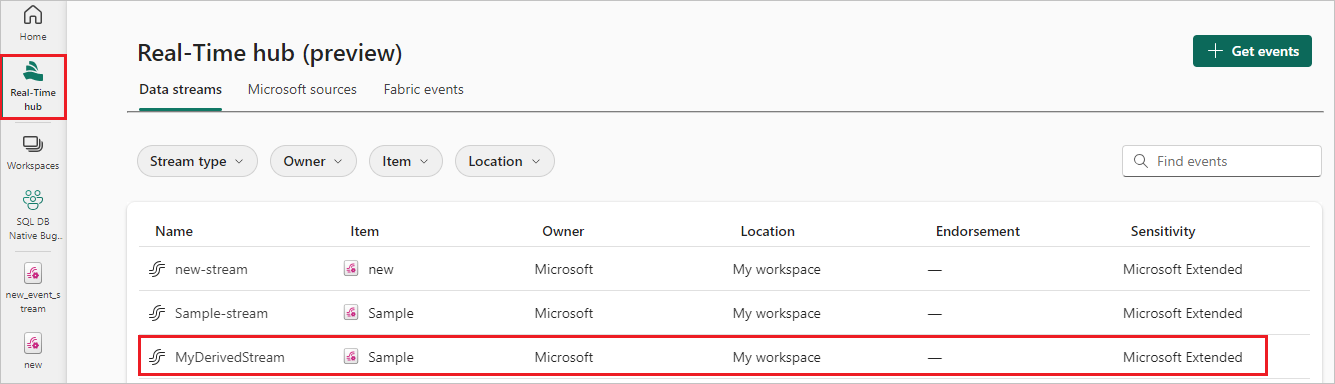 Home
Real-Time
hub
Workspaces
SQL DB
Native Bug..
new_event_s
tream
new
Real-Time hub (preview)
Get events
Data streams Microsoft sources Fabric events
Stream type Owner Item Location Find events
Name Item Owner Location Endorsement Sensitivity
new-stream new Microsoft My workspace — Microsoft Extended
Sample-stream Sample Microsoft My workspace — Microsoft Extended
MyDerivedStream Sample Microsoft My workspace — Microsoft Extended